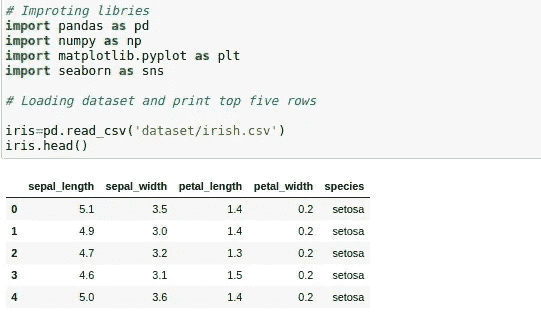 # Improting libries
import pandas as pd
import numpy as np
import matplotlib.pyplot as plt
import seaborn as sns
# Loading dataset and print top five rows
iris=pd.read_csv('dataset/irish.csv')
iris.head()
sepal_length sepal_width petal_length petal_width species
0 5.1 3.5 1.4 0.2 setosa
1 4.9 3.0 1.4 0.2 setosa
2 4.7 3.2 1.3 0.2 setosa
3 4.6 3.1 1.5 0.2 setosa
4 5.0 3.6 1.4 0.2 setosa